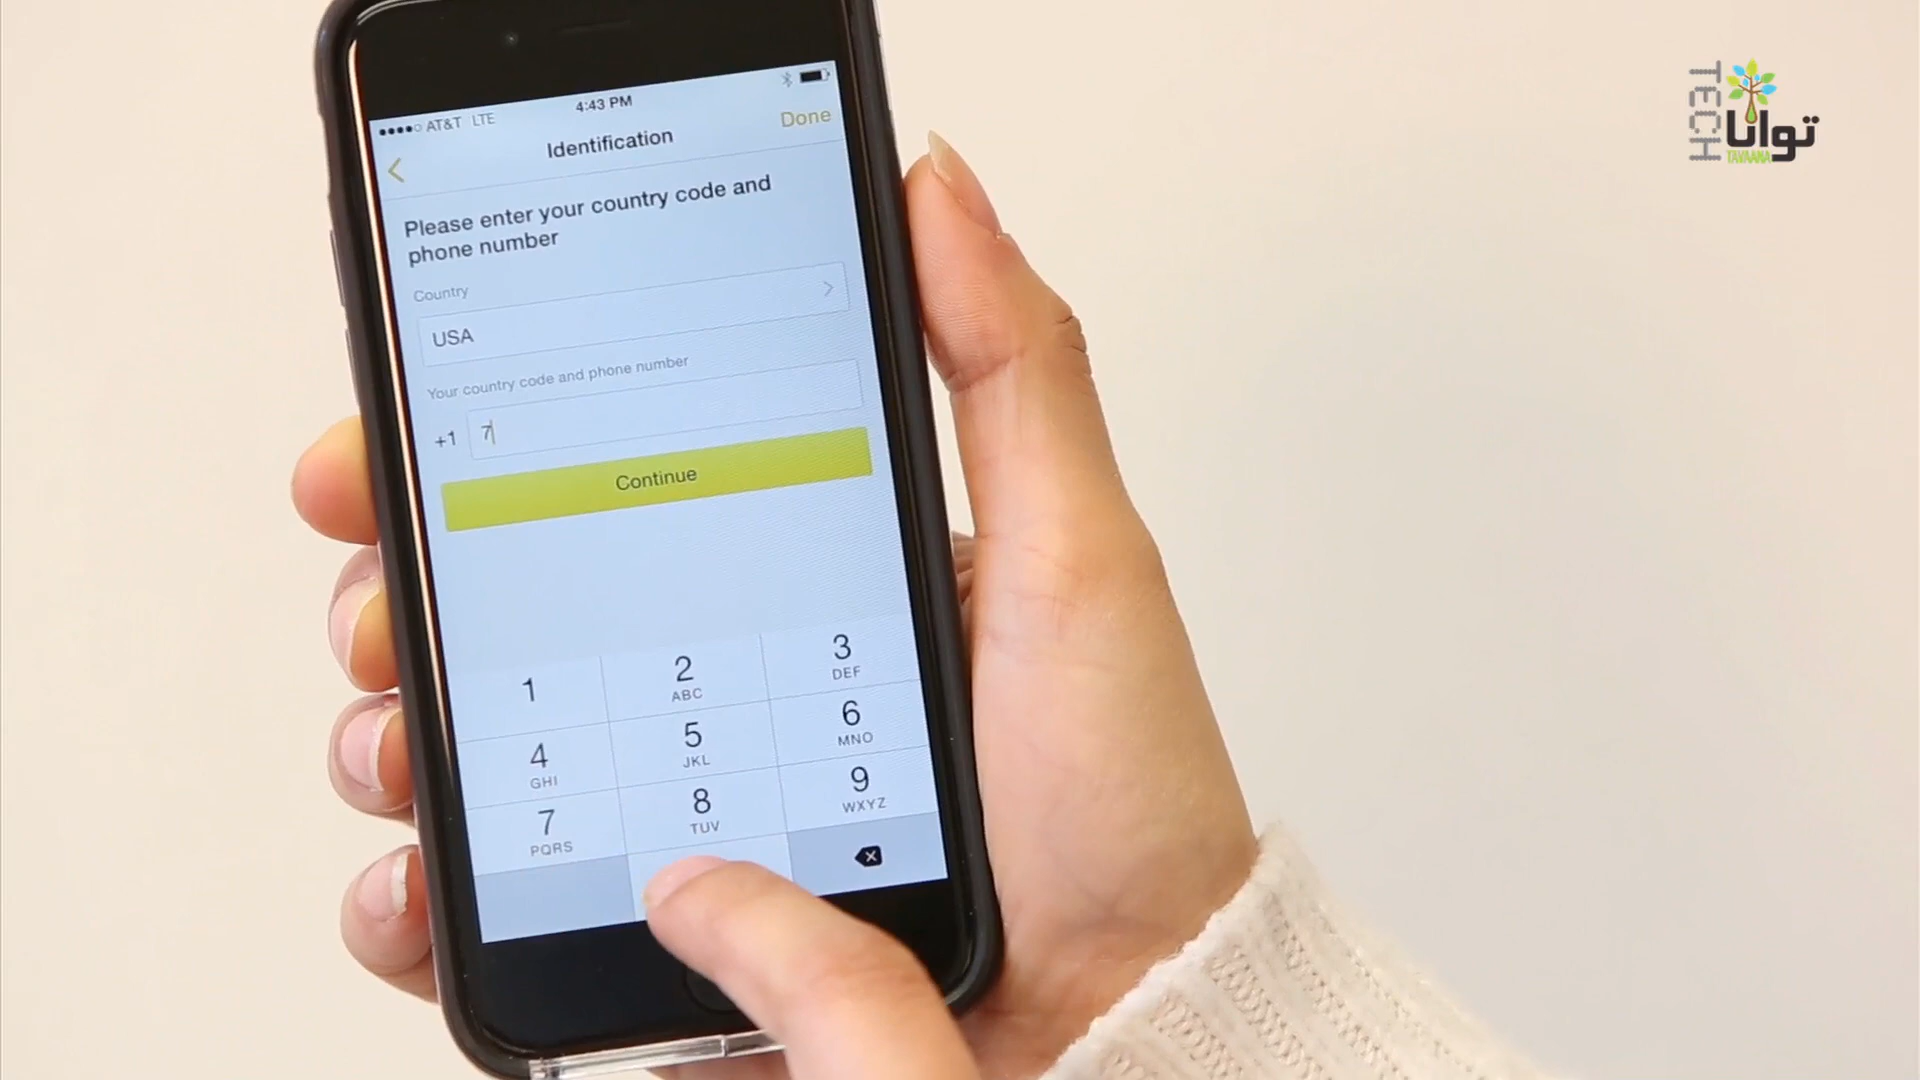 AT&T LTE
4:43 PM
Identification
Done
Please enter your country code and
phone number
Country
USA
Your country code and phone number
+1
7
Continue
1
2
ABC
3
DEF
4
GHI
5
JKL
6
MNO
7
PQRS
8
TUV
9
WXYZ
TECH
توانا
TAVAANA